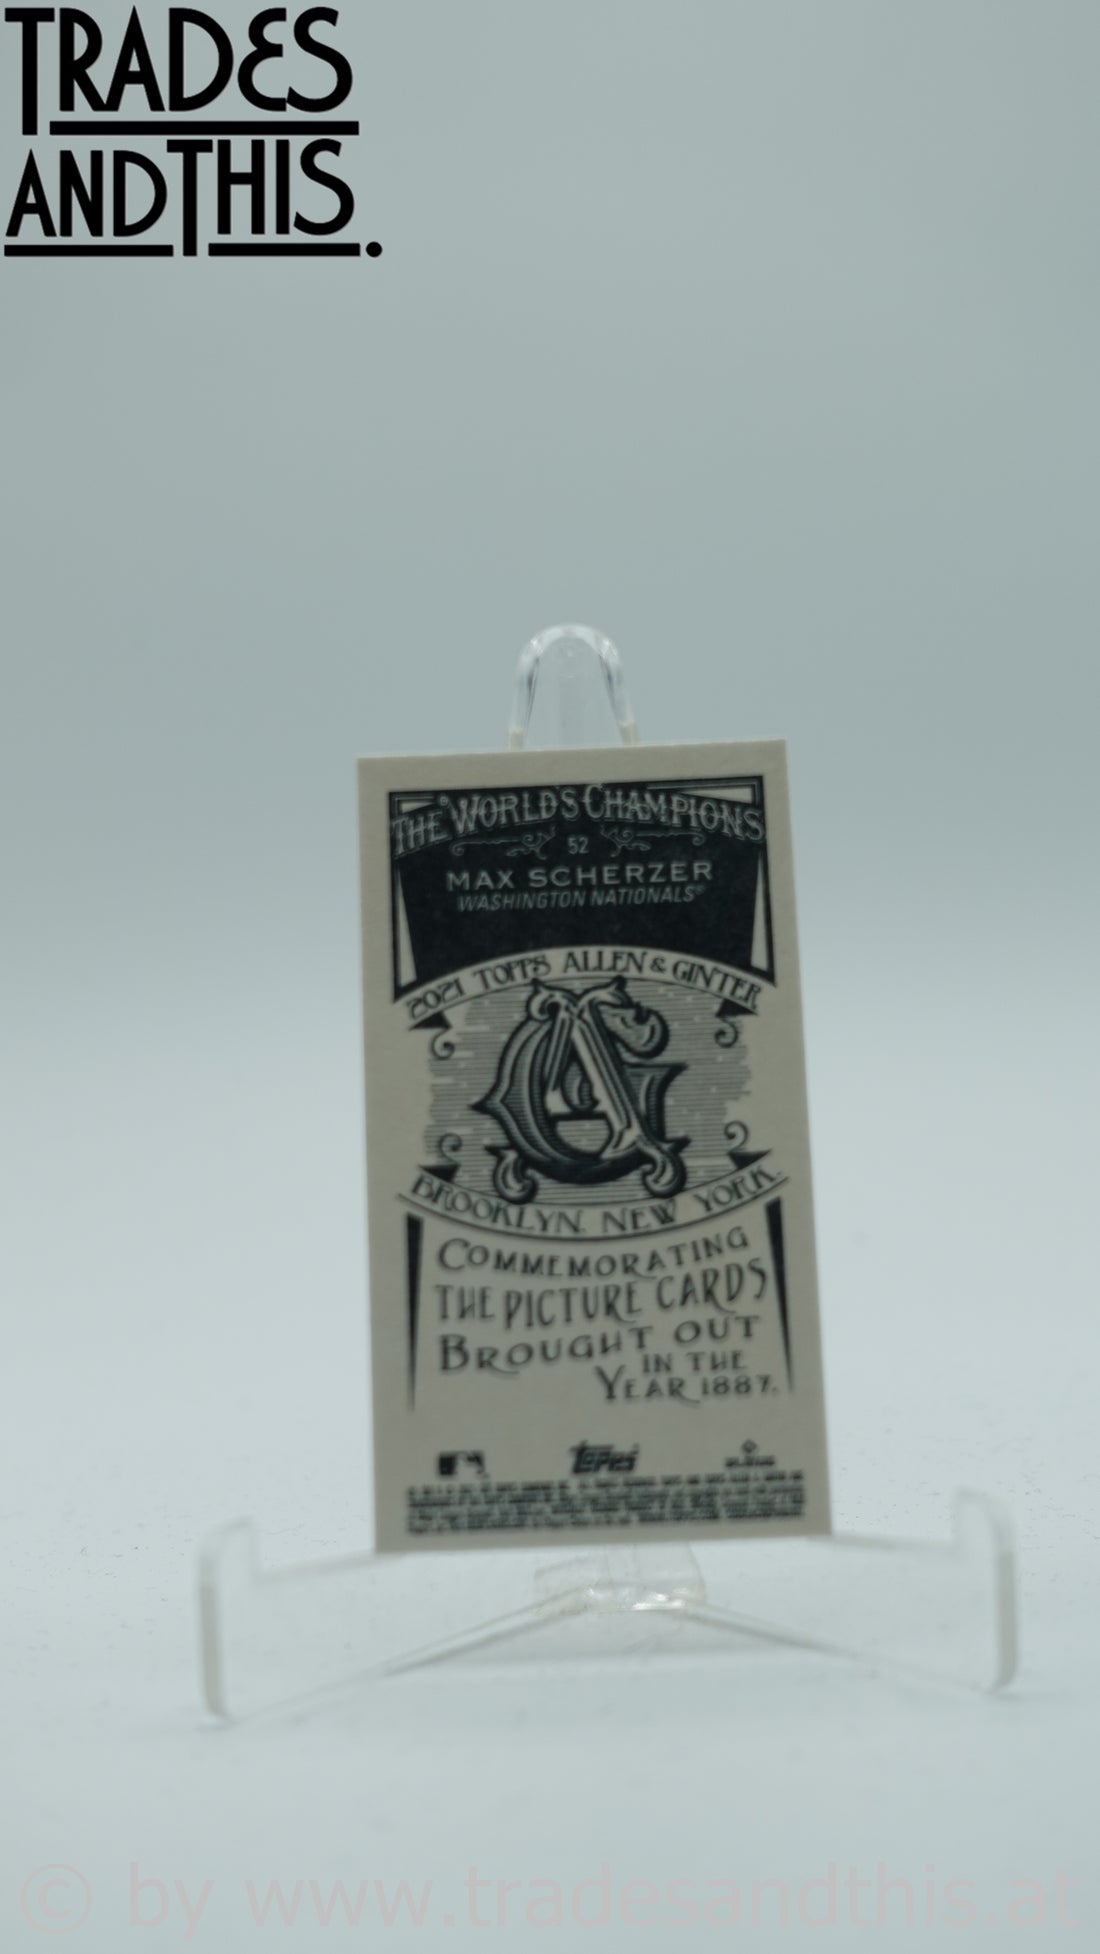 TRADES
ANDTHIS.
THE WORLD'S CHAMPIONS
52
MAX SCHERZER
WASHINGTON NATIONALS®
2021 TOPPS ALLEN & GINTER
AG
BROOKLYN, NEW YORK.
COMMEMORATING
THE PICTURE CARDS
BROUGHT OUT
IN THE
YEAR 1887.
Topps
© by www.tradesandthis.at